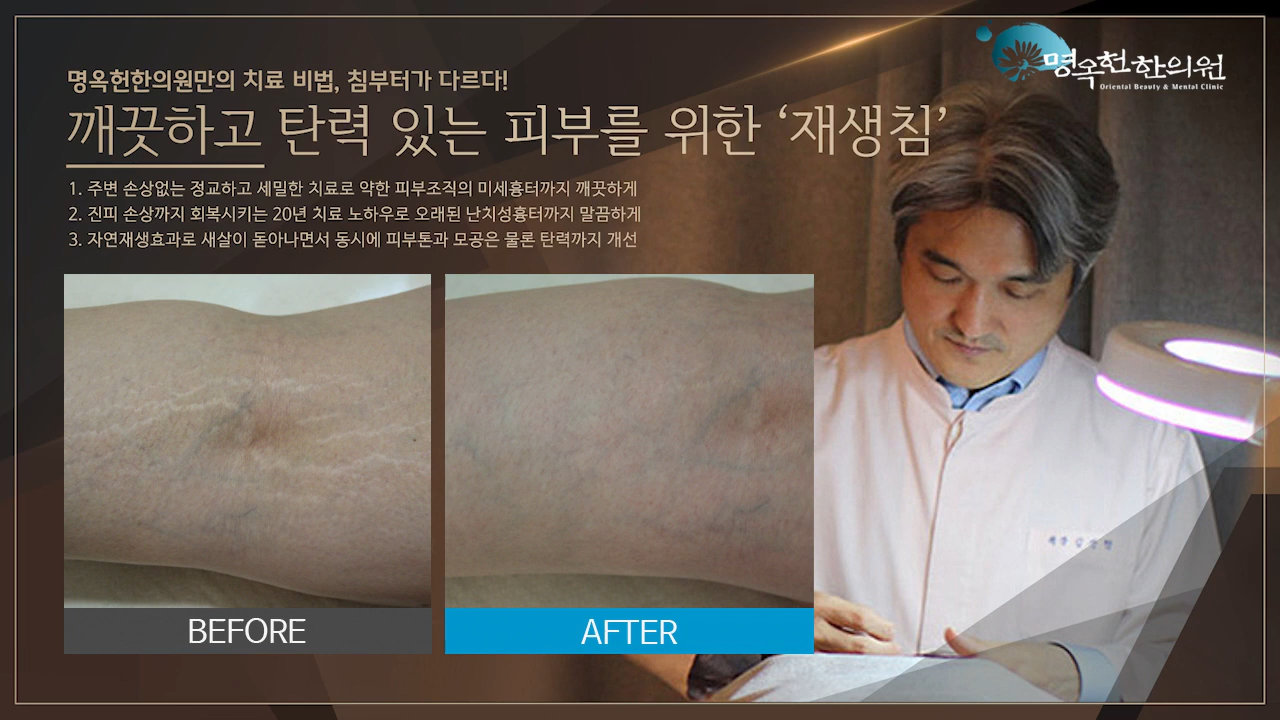 명옥헌한의원
Oriental Beauty & Mental Clinic
명옥헌한의원만의 치료 비법, 침부터가 다르다!
깨끗하고 탄력 있는 피부를 위한 ‘재생침’
1. 주변 손상없는 정교하고 세밀한 치료로 약한 피부조직의 미세흉터까지 깨끗하게
2. 진피 손상까지 회복시키는 20년 치료 노하우로 오래된 난치성흉터까지 말끔하게
3. 자연재생효과로 새살이 돋아나면서 동시에 피부톤과 모공은 물론 탄력까지 개선
BEFORE
AFTER